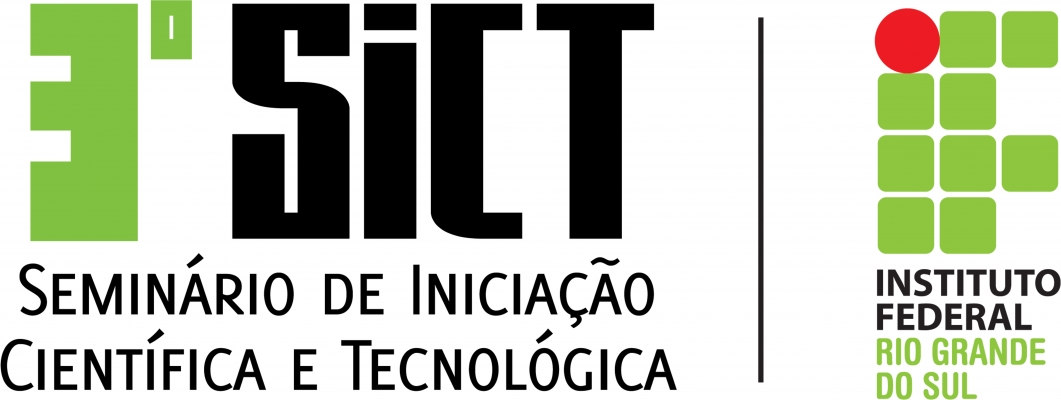 3º SiCT
SEMINÁRIO DE INICIAÇÃO
CIENTÍFICA E TECNOLÓGICA
INSTITUTO
FEDERAL
RIO GRANDE
DO SUL